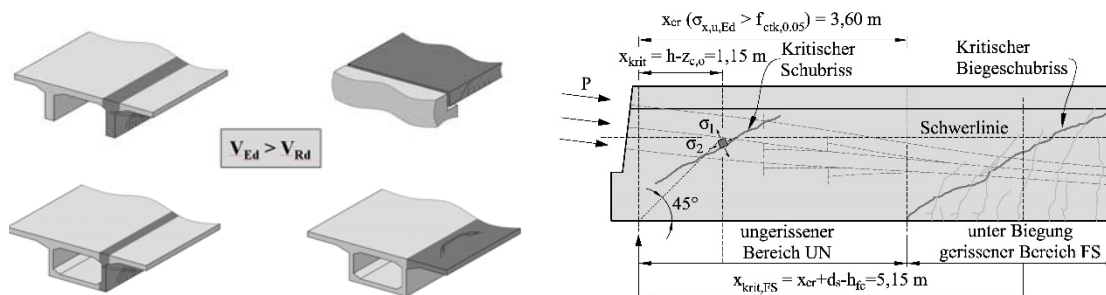 V_Ed > V_Rd
x_cr (σ_x,u,Ed > f_ctk,0.05) = 3,60 m
x_krit = h-z_c,o=1,15 m
Kritischer
Schubriss
Kritischer
Biegeschubriss
P
σ_1
σ_2
Schwerlinie
45°
ungerissener
Bereich UN
unter Biegung
gerissener Bereich FS
x_krit,FS = x_cr+d_s-h_fc=5,15 m